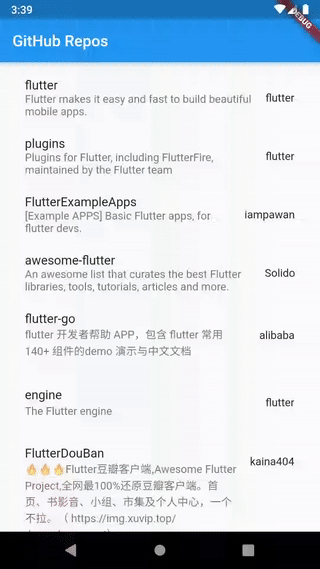 3:39
DEBUG
GitHub Repos
flutter
Flutter makes it easy and fast to build beautiful
mobile apps.
flutter
plugins
Plugins for Flutter, including FlutterFire,
maintained by the Flutter team
flutter
FlutterExampleApps
[Example APPS] Basic Flutter apps, for
flutter devs.
iampawan
awesome-flutter
An awesome list that curates the best Flutter
libraries, tools, tutorials, articles and more.
Solido
flutter-go
flutter 开发者帮助 APP，包含 flutter 常用
140+ 组件的demo 演示与中文文档
alibaba
engine
The Flutter engine
flutter
FlutterDouBan
🔥🔥🔥Flutter豆瓣客户端,Awesome Flutter
Project,全网最100%还原豆瓣客户端。首
页、书影音、小组、市集及个人中心，一个
不拉。（ https://img.xuvip.top/
kaina404